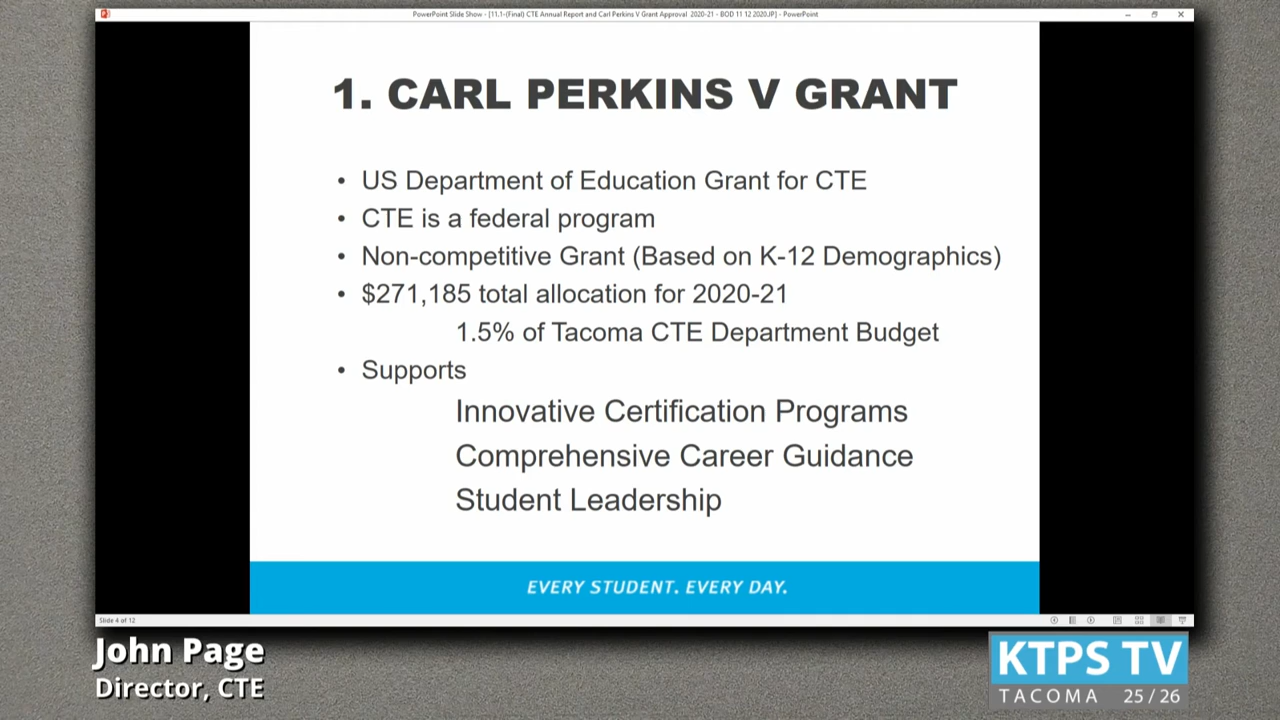 PowerPoint Slide Show - [11.1-(Final) CTE Annual Report and Carl Perkins V Grant Approval 2020-21 - BOD 11 12 2020.JP] - PowerPoint
1. CARL PERKINS V GRANT
• US Department of Education Grant for CTE
• CTE is a federal program
• Non-competitive Grant (Based on K-12 Demographics)
• $271,185 total allocation for 2020-21
1.5% of Tacoma CTE Department Budget
• Supports
Innovative Certification Programs
Comprehensive Career Guidance
Student Leadership
EVERY STUDENT. EVERY DAY.
Slide 4 of 12
John Page
Director, CTE
KTPS TV
TACOMA 25/26